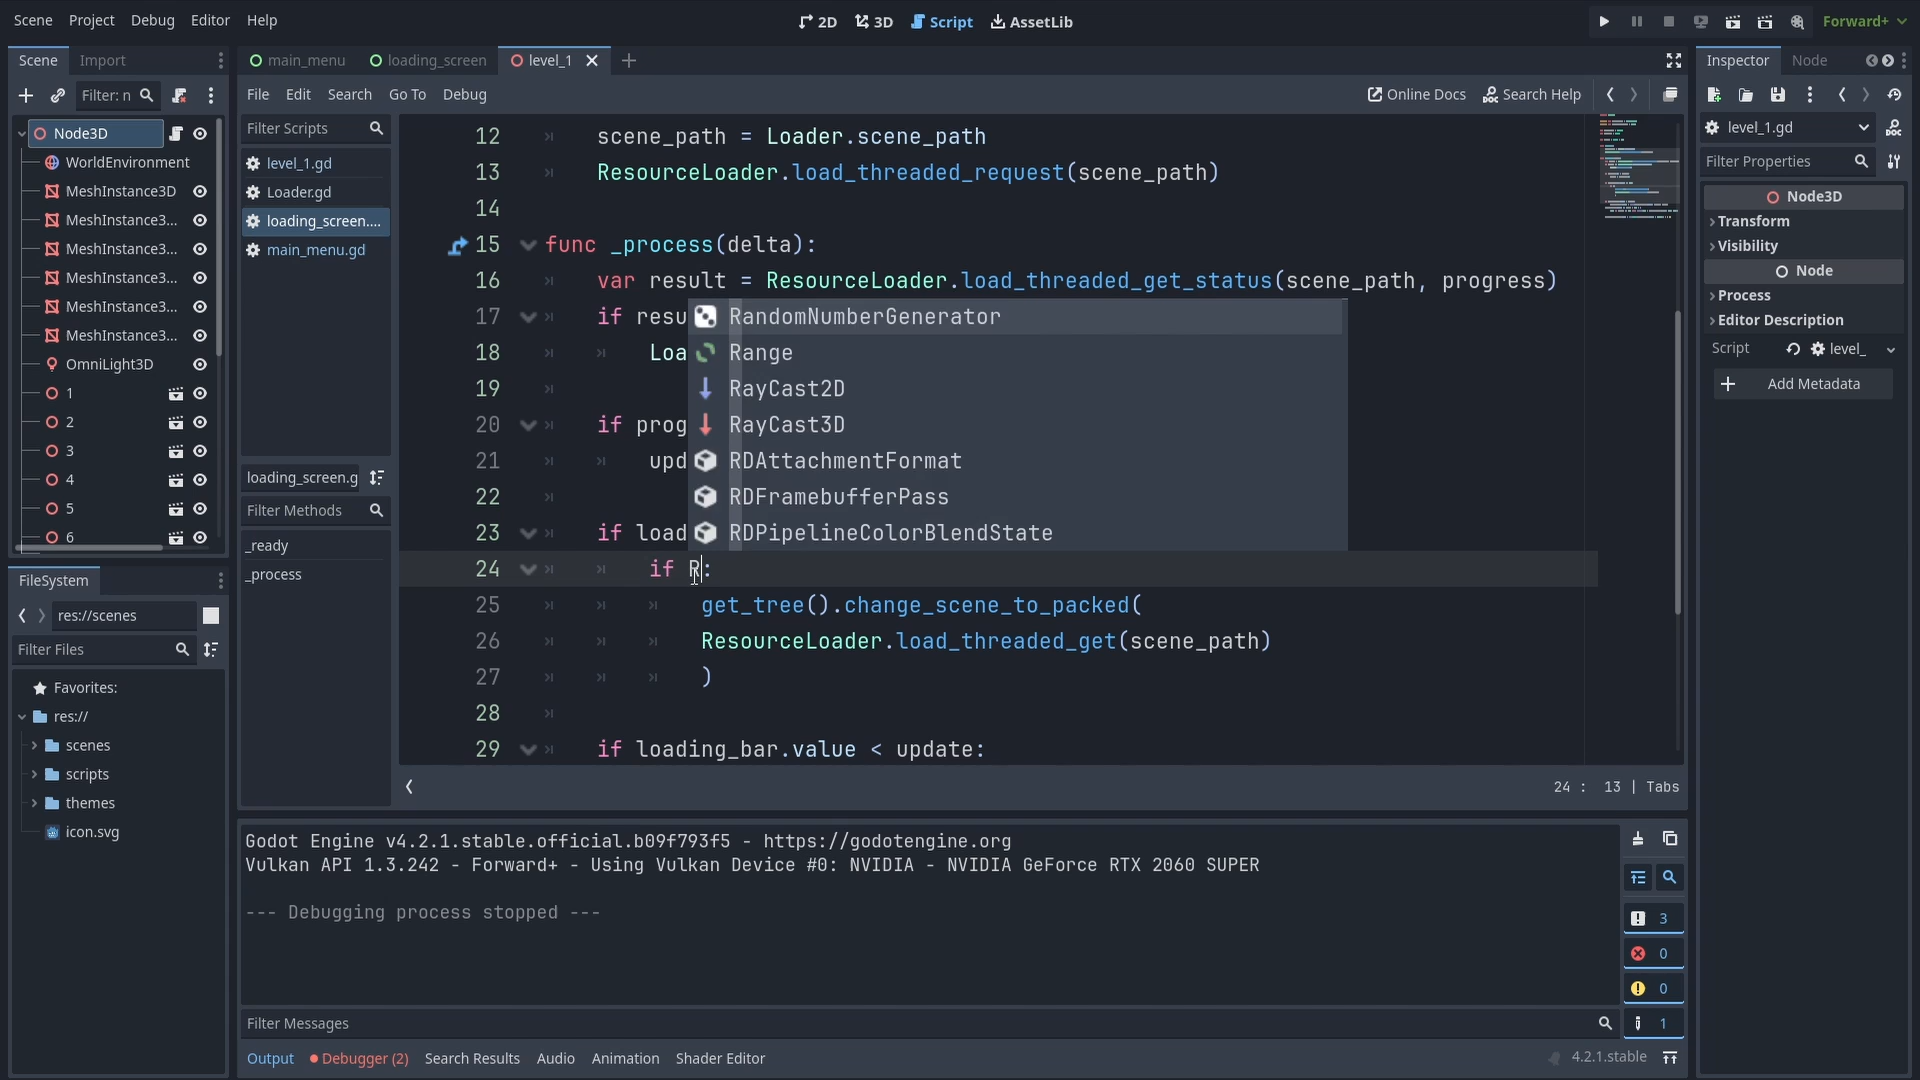 Scene Project Debug Editor Help
2D 3D Script AssetLib
Forward+
Scene Import
Filter: n
Node3D
WorldEnvironment
MeshInstance3D
MeshInstance3...
MeshInstance3...
MeshInstance3...
MeshInstance3...
MeshInstance3...
OmniLight3D
1
2
3
4
5
6
FileSystem
res://scenes
Filter Files
Favorites:
res://
scenes
scripts
themes
icon.svg
main_menu loading_screen level_1
File Edit Search Go To Debug
Online Docs Search Help
Filter Scripts
level_1.gd
Loader.gd
loading_screen....
main_menu.gd
loading_screen.g
Filter Methods
_ready
_process
12 scene_path = Loader.scene_path
13 ResourceLoader.load_threaded_request(scene_path)
14
15 func _process(delta):
16 var result = ResourceLoader.load_threaded_get_status(scene_path, progress)
17 if resu
18 Loa
19
20 if prog
21 upd
22
23 if load
24 if R:
25 get_tree().change_scene_to_packed(
26 ResourceLoader.load_threaded_get(scene_path)
27 )
28
29 if loading_bar.value < update:
RandomNumberGenerator
Range
RayCast2D
RayCast3D
RDAttachmentFormat
RDFramebufferPass
RDPipelineColorBlendState
24 : 13 | Tabs
Godot Engine v4.2.1.stable.official.b09f793f5 - https://godotengine.org
Vulkan API 1.3.242 - Forward+ - Using Vulkan Device #0: NVIDIA - NVIDIA GeForce RTX 2060 SUPER
--- Debugging process stopped ---
3
0
0
1
Filter Messages
Output Debugger (2) Search Results Audio Animation Shader Editor
4.2.1.stable
Inspector Node
level_1.gd
Filter Properties
Node3D
Transform
Visibility
Node
Process
Editor Description
Script level_
Add Metadata